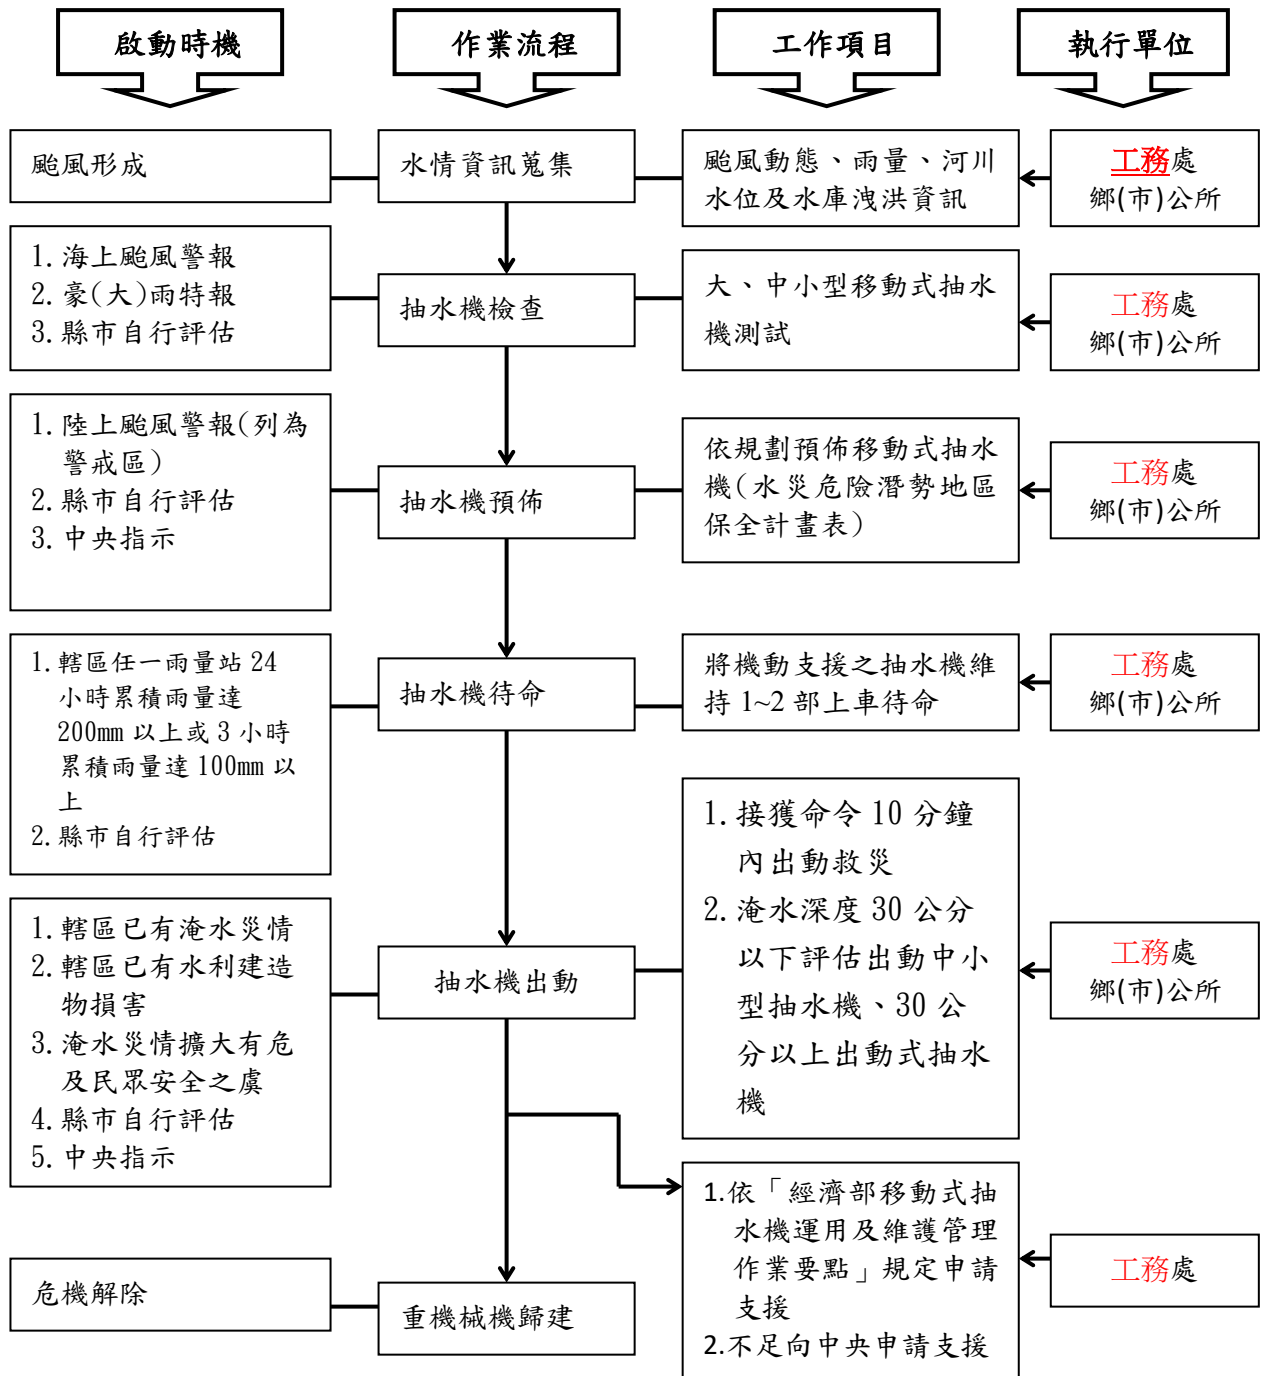 啟動時機
作業流程
工作項目
執行單位
颱風形成
水情資訊蒐集
颱風動態、雨量、河川
水位及水庫洩洪資訊
工務處
鄉(市)公所
1.海上颱風警報
2.豪(大)雨特報
3.縣市自行評估
抽水機檢查
大、中小型移動式抽水
機測試
工務處
鄉(市)公所
1.陸上颱風警報(列為
警戒區)
2.縣市自行評估
3.中央指示
抽水機預佈
依規劃預佈移動式抽水
機(水災危險潛勢地區
保全計畫表)
工務處
鄉(市)公所
1.轄區任一雨量站 24
小時累積雨量達
200mm 以上或 3 小時
累積雨量達 100mm 以
上
2.縣市自行評估
抽水機待命
將機動支援之抽水機維
持 1~2 部上車待命
工務處
鄉(市)公所
1.轄區已有淹水災情
2.轄區已有水利建造
物損害
3.淹水災情擴大有危
及民眾安全之虞
4.縣市自行評估
5.中央指示
抽水機出動
1.接獲命令 10 分鐘
內出動救災
2.淹水深度 30 公分
以下評估出動中小
型抽水機、30 公
分以上出動式抽水
機
工務處
鄉(市)公所
1.依「經濟部移動式抽
水機運用及維護管理
作業要點」規定申請
支援
2.不足向中央申請支援
工務處
危機解除
重機械機歸建